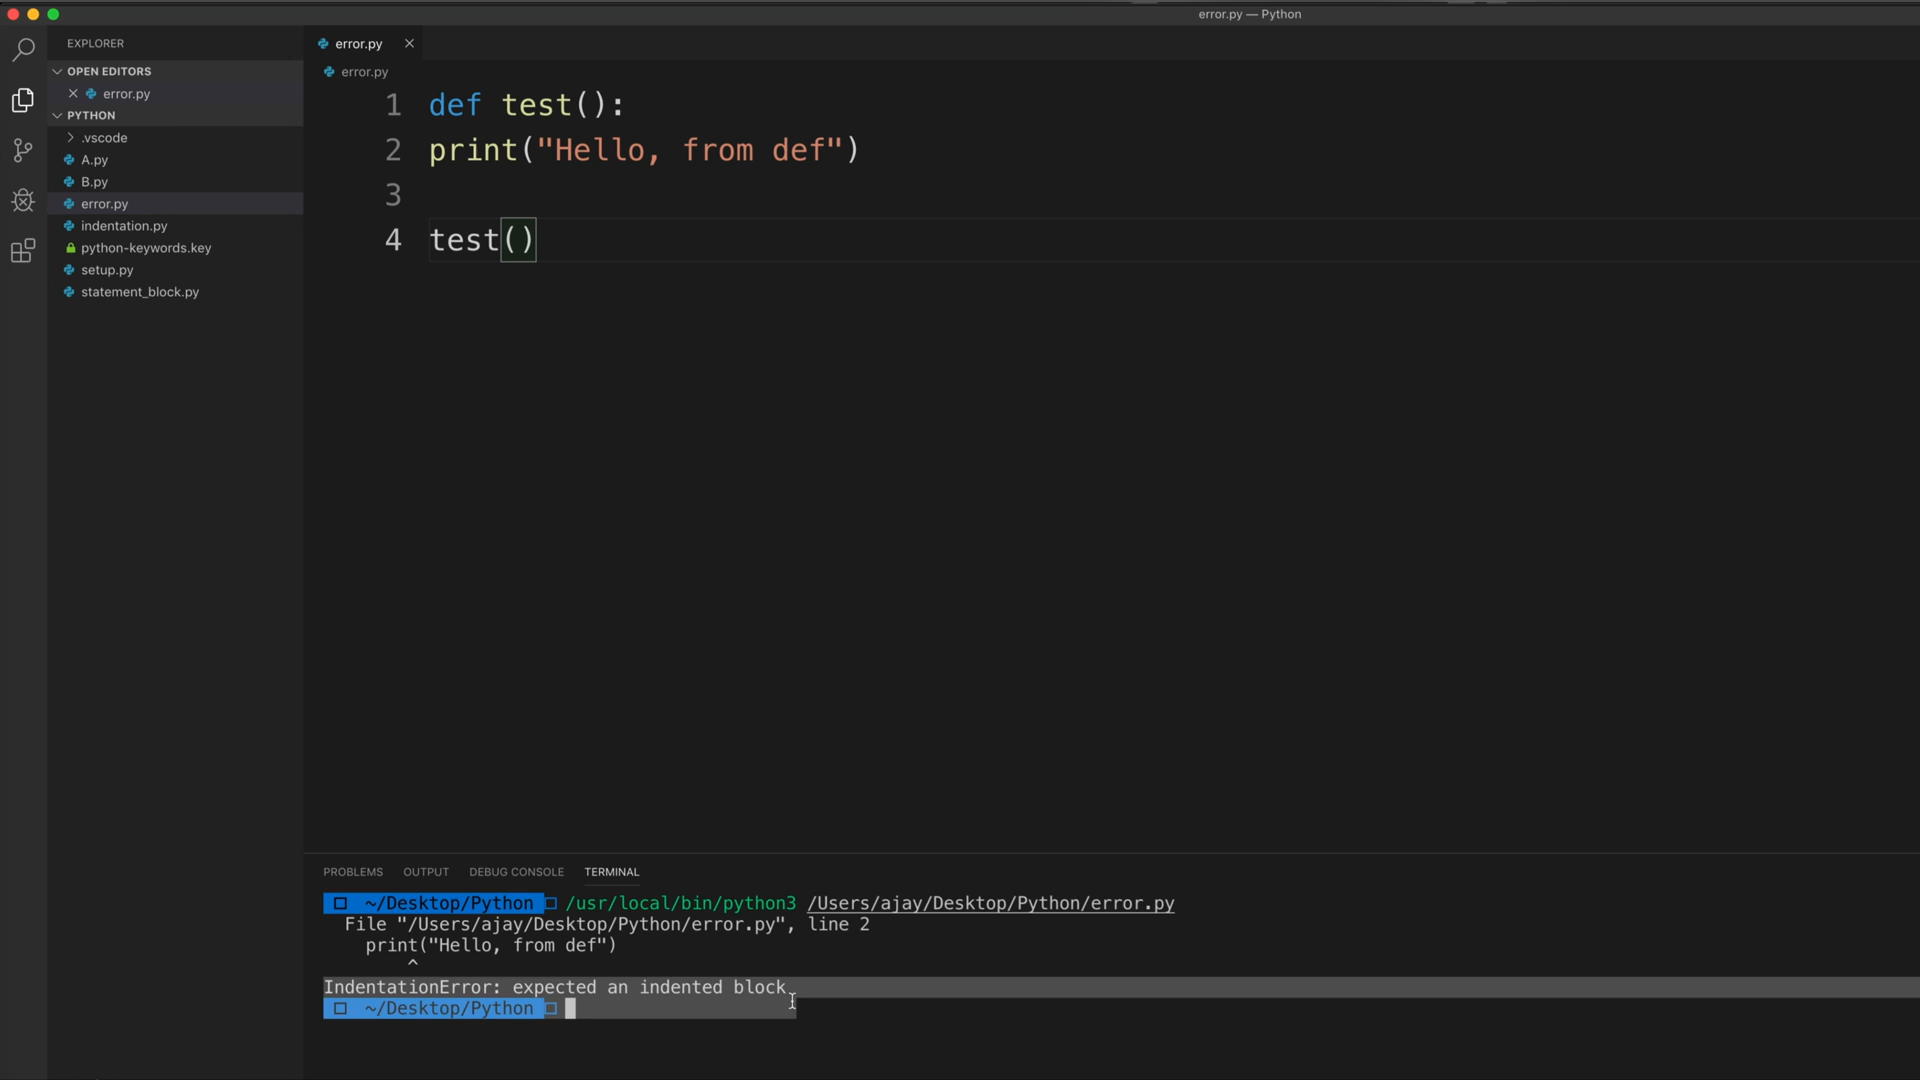 error.py — Python
EXPLORER
OPEN EDITORS
error.py
PYTHON
.vscode
A.py
B.py
error.py
indentation.py
python-keywords.key
setup.py
statement_block.py
error.py
error.py
1 def test():
2 print("Hello, from def")
3
4 test()
PROBLEMS OUTPUT DEBUG CONSOLE TERMINAL
~/Desktop/Python /usr/local/bin/python3 /Users/ajay/Desktop/Python/error.py
File "/Users/ajay/Desktop/Python/error.py", line 2
print("Hello, from def")
^
IndentationError: expected an indented block
~/Desktop/Python